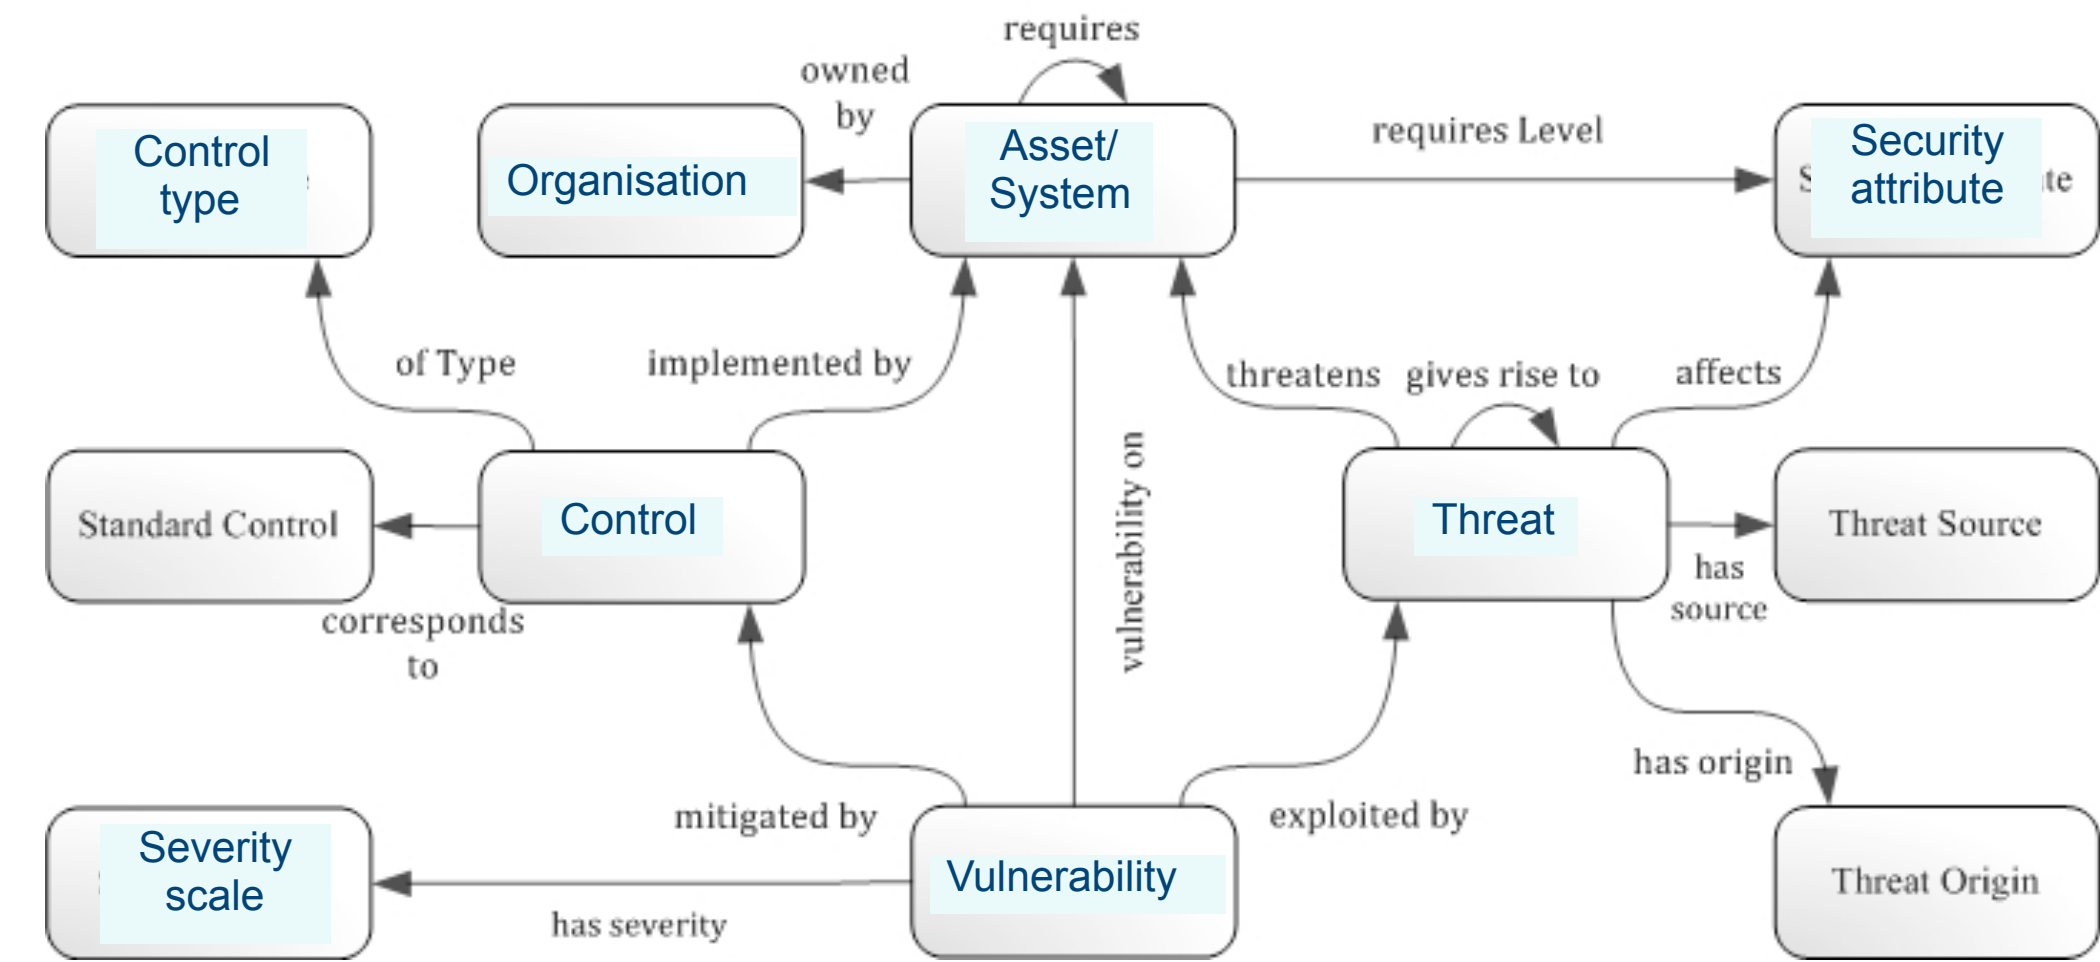 requires
owned
by
Control
type
Organisation
Asset/
System
requires Level
Security
attribute
of Type
implemented by
threatens
gives rise to
affects
vulnerability on
Standard Control
Control
Threat
Threat Source
has
source
corresponds
to
has origin
mitigated by
exploited by
Severity
scale
has severity
Vulnerability
Threat Origin